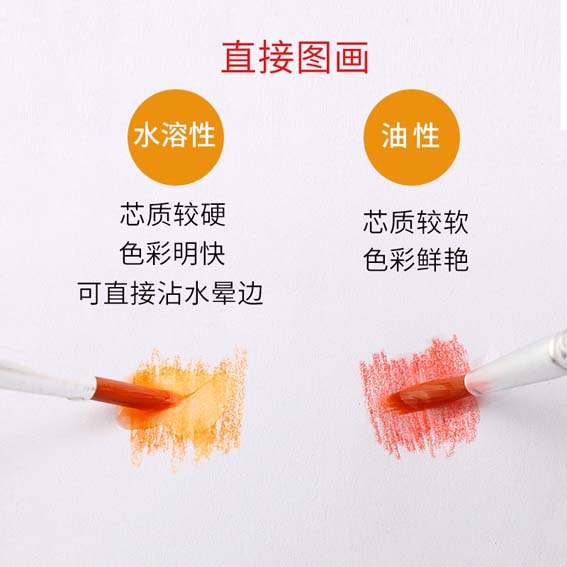 直接图画
水溶性
油性
芯质较硬
色彩明快
可直接沾水晕边
芯质较软
色彩鲜艳